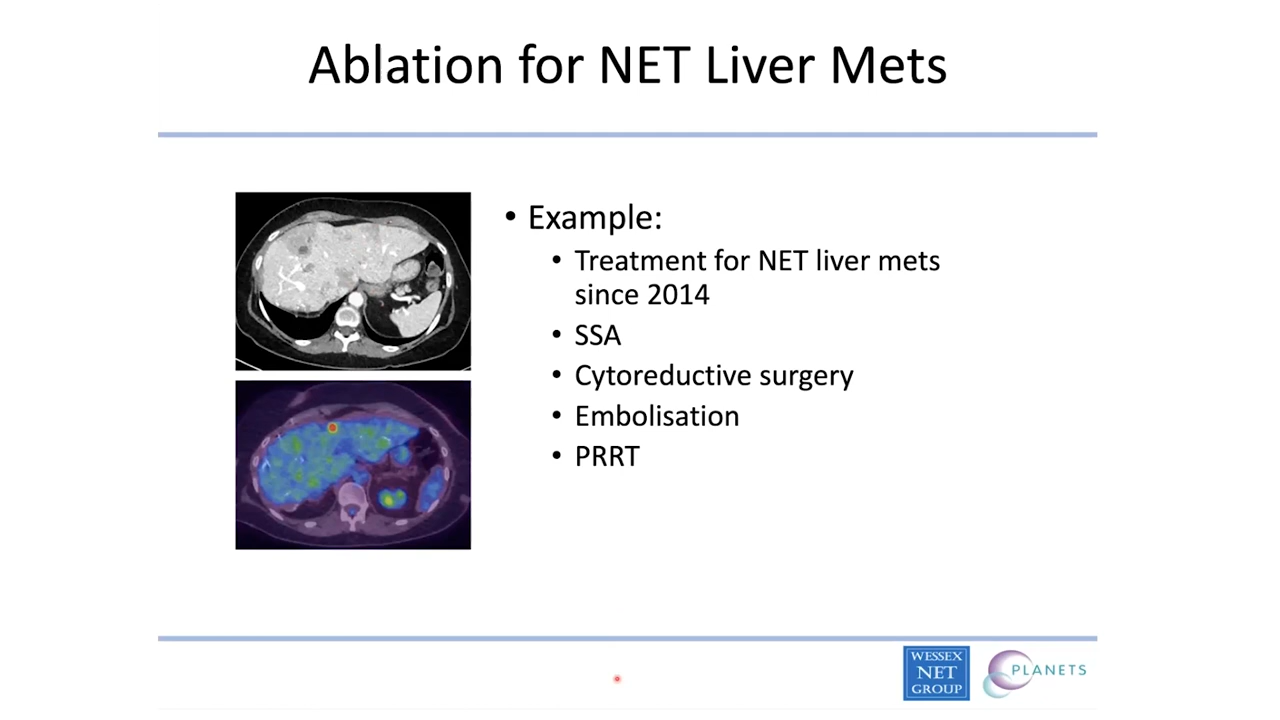 Ablation for NET Liver Mets
• Example:
• Treatment for NET liver mets
since 2014
• SSA
• Cytoreductive surgery
• Embolisation
• PRRT
WESSEX
NET
GROUP
PLANETS